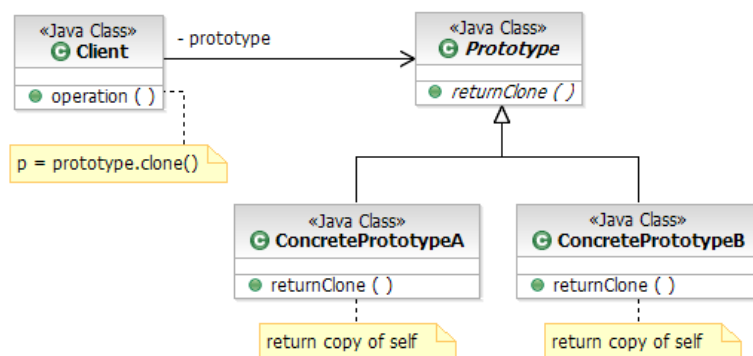 «Java Class»
Client
operation ( )
- prototype
«Java Class»
Prototype
returnClone ( )
p = prototype.clone()
«Java Class»
ConcretePrototypeA
returnClone ( )
return copy of self
«Java Class»
ConcretePrototypeB
returnClone ( )
return copy of self